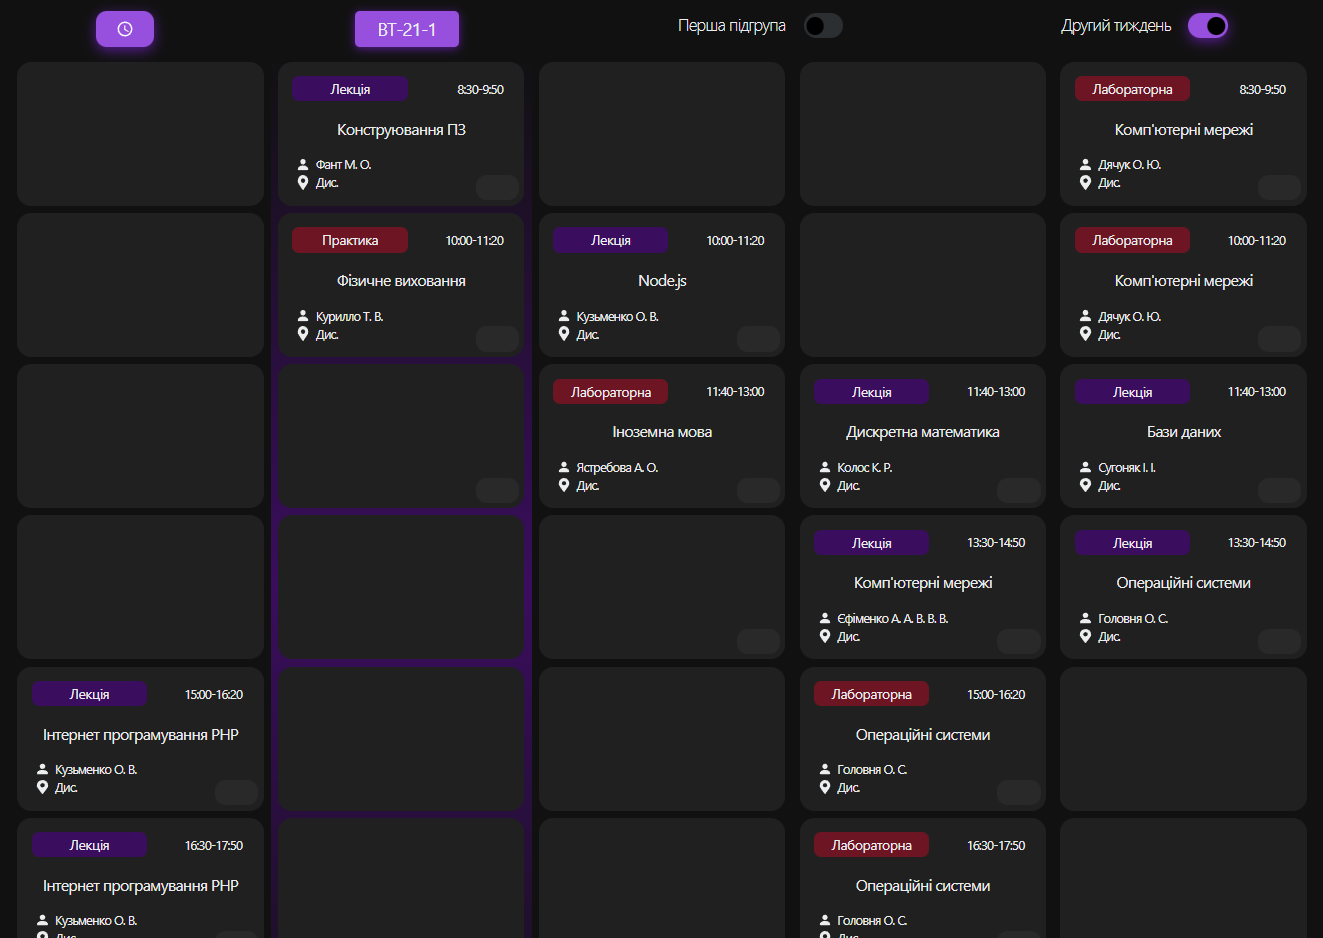 ВТ-21-1
Перша підгрупа
Другий тиждень
Лекція 8:30-9:50
Конструювання ПЗ
Фант М. О.
Дис.
Лабораторна 8:30-9:50
Комп'ютерні мережі
Дячук О. Ю.
Дис.
Практика 10:00-11:20
Фізичне виховання
Курилло Т. В.
Дис.
Лекція 10:00-11:20
Node.js
Кузьменко О. В.
Дис.
Лабораторна 10:00-11:20
Комп'ютерні мережі
Дячук О. Ю.
Дис.
Лабораторна 11:40-13:00
Іноземна мова
Ястребова А. О.
Дис.
Лекція 11:40-13:00
Дискретна математика
Колос К. Р.
Дис.
Лекція 11:40-13:00
Бази даних
Сугоняк І. І.
Дис.
Лекція 13:30-14:50
Комп'ютерні мережі
Єфіменко А. А. В. В. В.
Дис.
Лекція 13:30-14:50
Операційні системи
Головня О. С.
Дис.
Лекція 15:00-16:20
Інтернет програмування PHP
Кузьменко О. В.
Дис.
Лабораторна 15:00-16:20
Операційні системи
Головня О. С.
Дис.
Лекція 16:30-17:50
Інтернет програмування PHP
Кузьменко О. В.
Дис.
Лабораторна 16:30-17:50
Операційні системи
Головня О. С.
Дис.